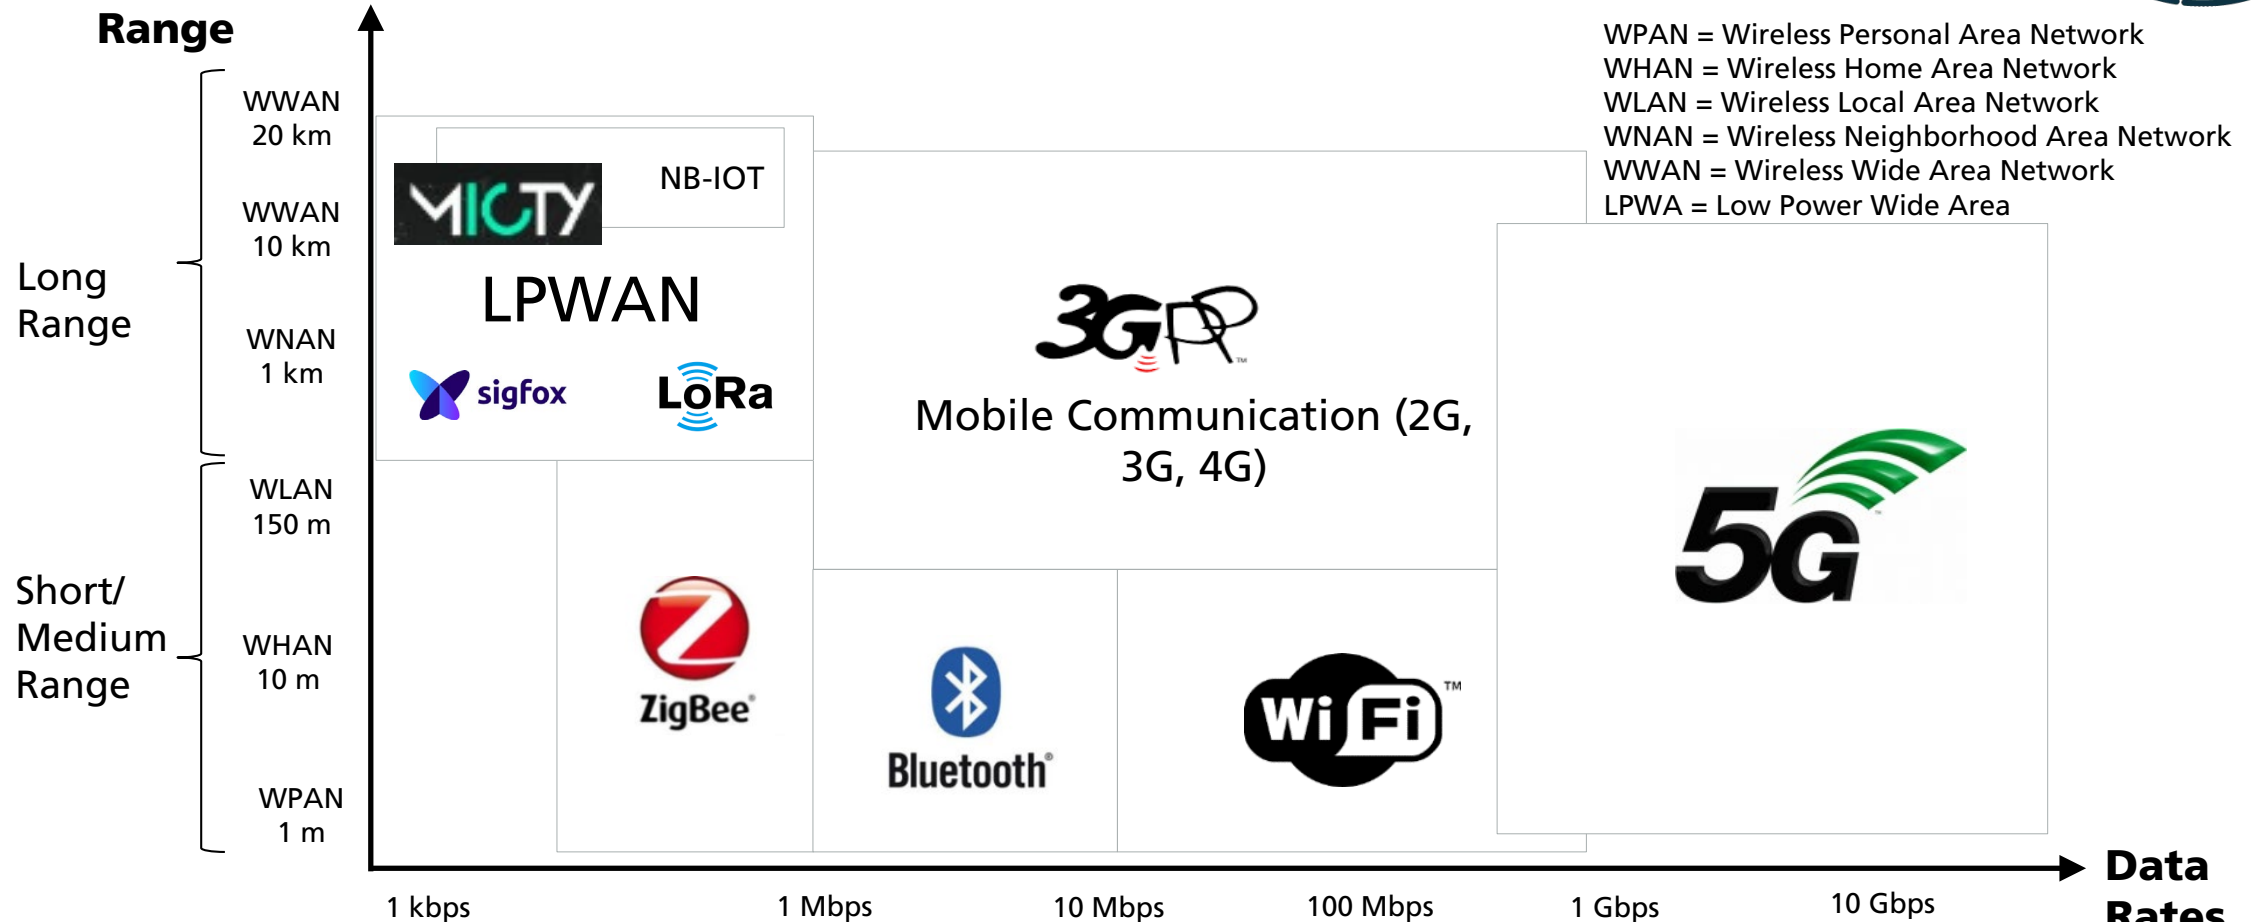 Range
WPAN = Wireless Personal Area Network
WHAN = Wireless Home Area Network
WLAN = Wireless Local Area Network
WNAN = Wireless Neighborhood Area Network
WWAN = Wireless Wide Area Network
LPWA = Low Power Wide Area
WWAN
20 km
WWAN
10 km
WNAN
1 km
WLAN
150 m
WHAN
10 m
WPAN
1 m
Long
Range
Short/
Medium
Range
NB-IOT
MIOTY
LPWAN
sigfox
LoRa
3GPP™
Mobile Communication (2G,
3G, 4G)
5G™
ZigBee®
Bluetooth®
Wi Fi™
1 kbps
1 Mbps
10 Mbps
100 Mbps
1 Gbps
10 Gbps
Data
Rates